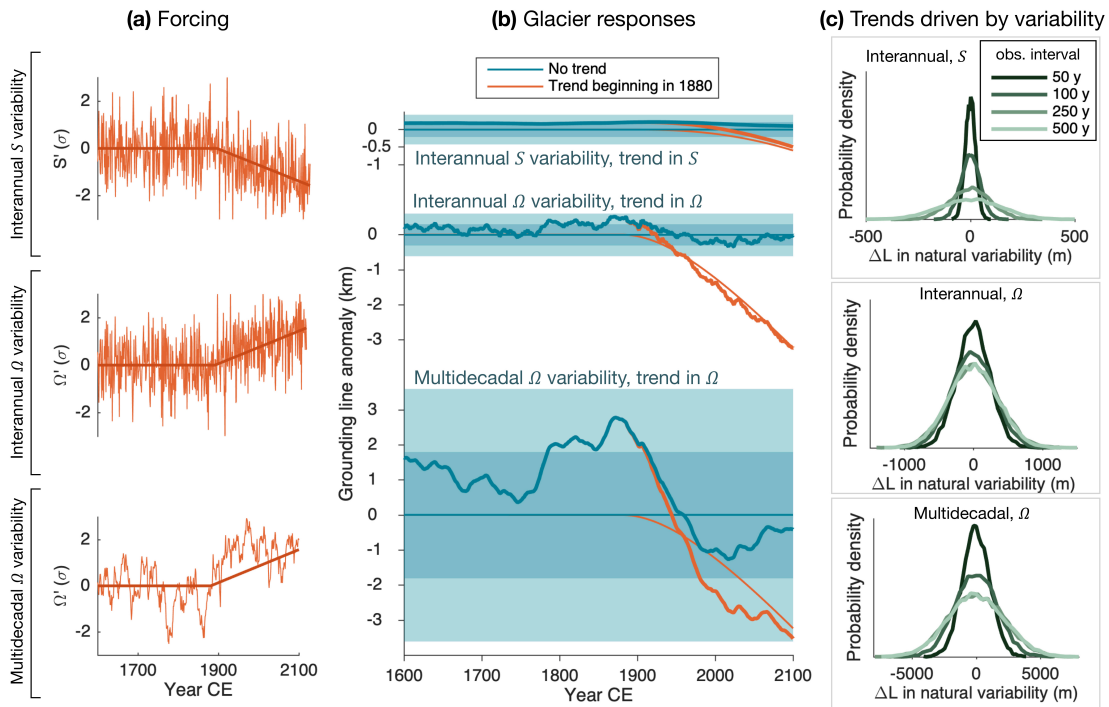 (a) Forcing
(b) Glacier responses
(c) Trends driven by variability
Interannual S variability
2
0
-2
S' (σ)
Interannual Ω variability
2
0
-2
Ω' (σ)
Multidecadal Ω variability
2
0
-2
Ω' (σ)
1700
1900
2100
Year CE
No trend
Trend beginning in 1880
0
-0.5
-1
Interannual S variability, trend in S
Interannual Ω variability, trend in Ω
0
-1
-2
-3
Grounding line anomaly (km)
Multidecadal Ω variability, trend in Ω
3
2
1
0
-1
-2
-3
1600
1700
1800
1900
2000
2100
Year CE
Interannual, S
obs. interval
50 y
100 y
250 y
500 y
Probability density
-500
0
500
ΔL in natural variability (m)
Interannual, Ω
Probability density
-1000
0
1000
ΔL in natural variability (m)
Multidecadal, Ω
Probability density
-5000
0
5000
ΔL in natural variability (m)